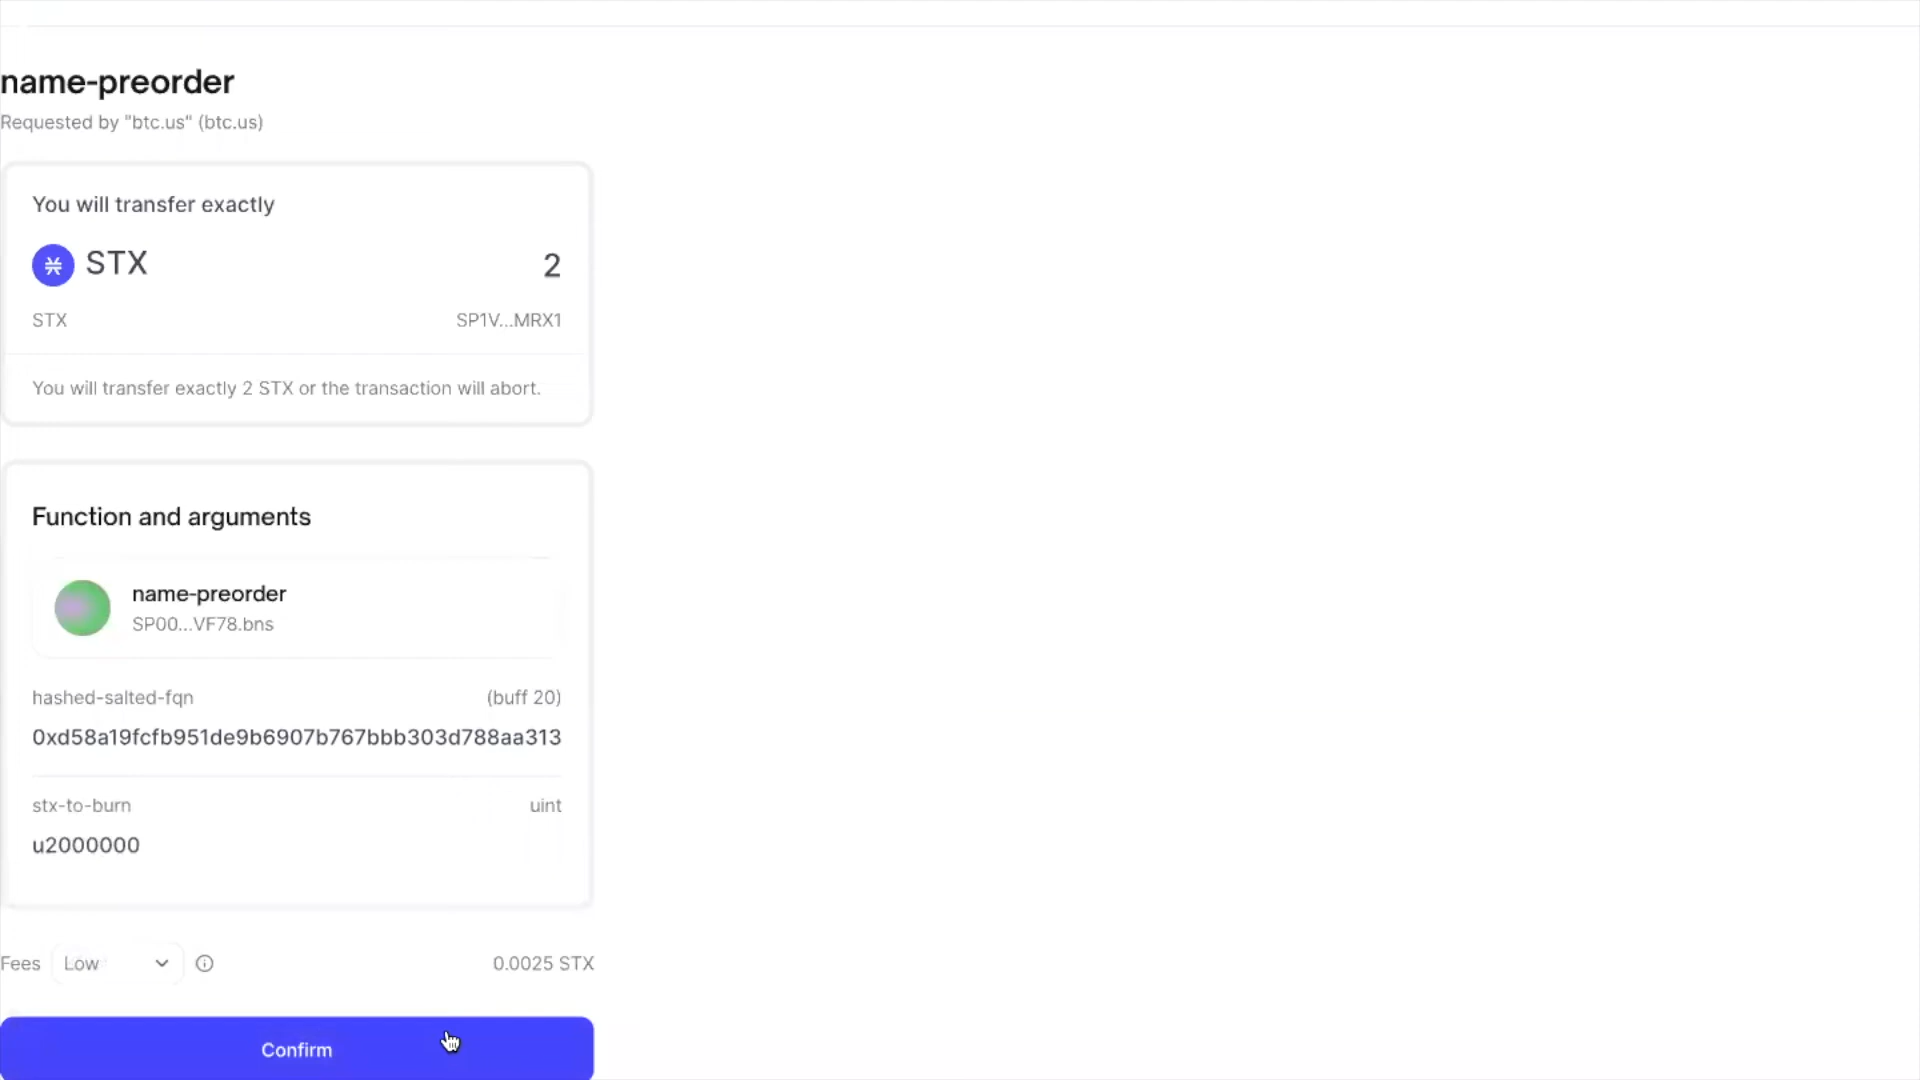 name-preorder
Requested by "btc.us" (btc.us)
You will transfer exactly
STX 2
STX SP1V...MRX1
You will transfer exactly 2 STX or the transaction will abort.
Function and arguments
name-preorder
SP00...VF78.bns
hashed-salted-fqn (buff 20)
0xd58a19fcfb951de9b6907b767bbb303d788aa313
stx-to-burn uint
u2000000
Fees Low 0.0025 STX
Confirm